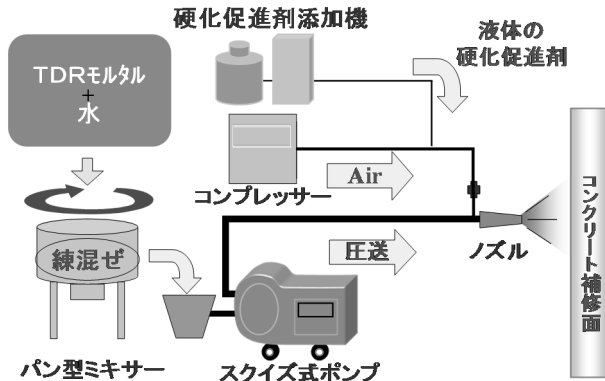 硬化促進剤添加機
液体の
硬化促進剤
TDRモルタル
+
水
コンプレッサー
Air
練混ぜ
圧送
ノズル
コンクリート補修面
パン型ミキサー
スクイズ式ポンプ